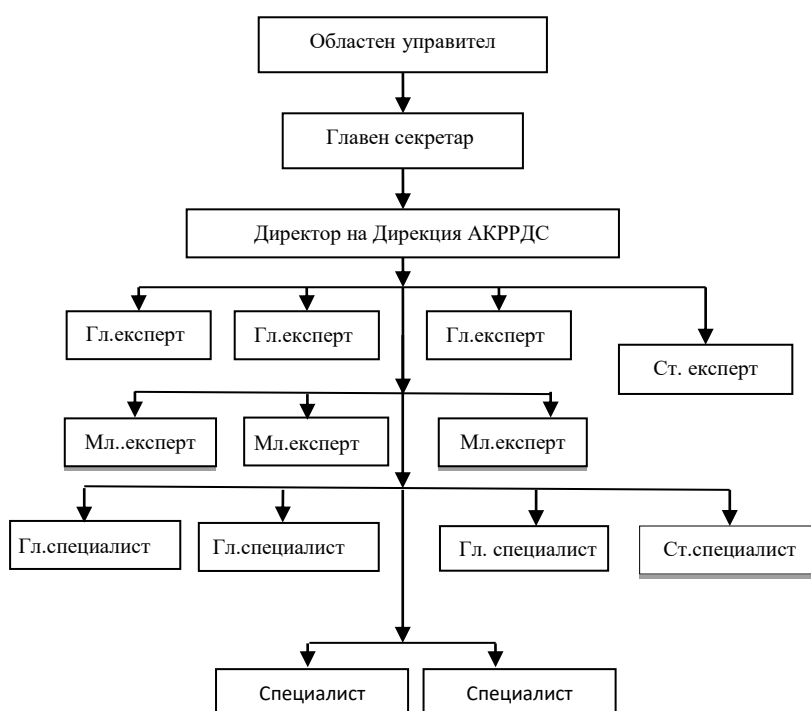 Областен управител
Главен секретар
Директор на Дирекция АКРРДС
Гл.експерт
Гл.експерт
Гл.експерт
Ст. експерт
Мл..експерт
Мл.експерт
Мл.експерт
Гл.специалист
Гл.специалист
Гл. специалист
Ст.специалист
Специалист
Специалист